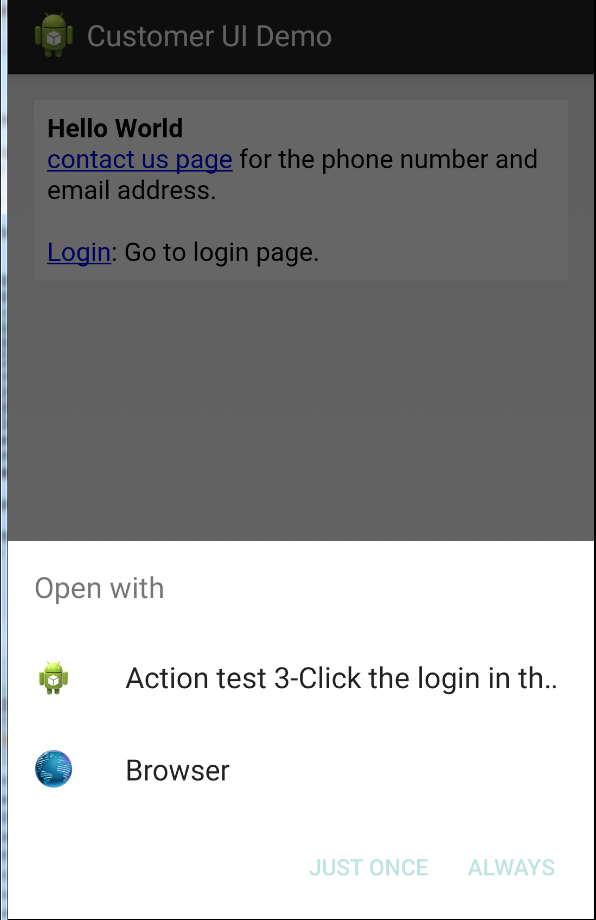 Customer UI Demo
Hello World
contact us page for the phone number and
email address.
Login: Go to login page.
Open with
Action test 3-Click the login in th..
Browser
JUST ONCE ALWAYS